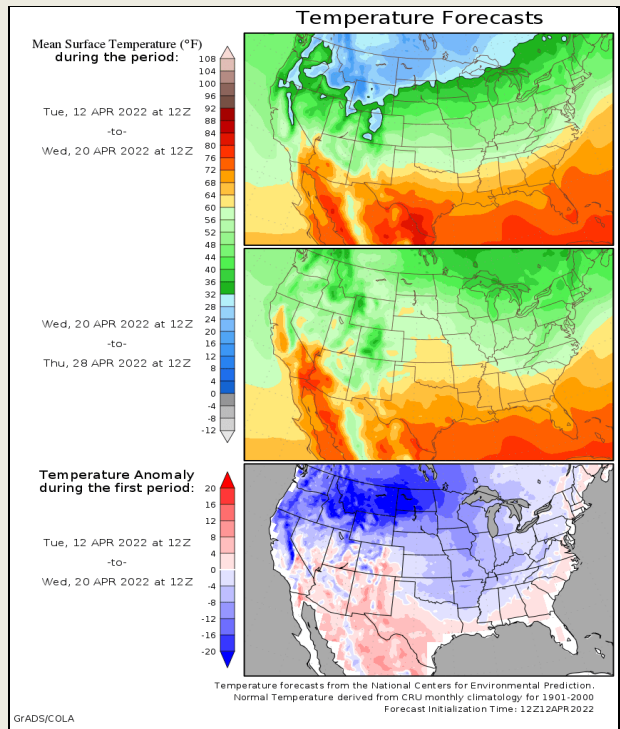 Temperature Forecasts
Mean Surface Temperature (°F)
during the period:
108
104
100
96
92
88
84
80
76
72
68
64
60
56
52
48
44
40
36
32
28
24
20
16
12
8
4
0
-4
-8
-12
Tue, 12 APR 2022 at 12Z
-to-
Wed, 20 APR 2022 at 12Z
Wed, 20 APR 2022 at 12Z
-to-
Thu, 28 APR 2022 at 12Z
Temperature Anomaly
during the first period:
20
16
12
8
4
0
-4
-8
-12
-16
-20
Tue, 12 APR 2022 at 12Z
-to-
Wed, 20 APR 2022 at 12Z
Temperature forecasts from the National Centers for Environmental Prediction.
Normal Temperature derived from CRU monthly climatology for 1901-2000
Forecast Initialization Time: 12Z12APR2022
GrADS/COLA